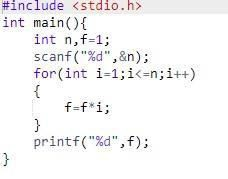 #include <stdio.h>
int main(){
    int n,f=1;
    scanf("%d",&n);
    for(int i=1;i<=n;i++)
    {
        f=f*i;
    }
    printf("%d",f);
}